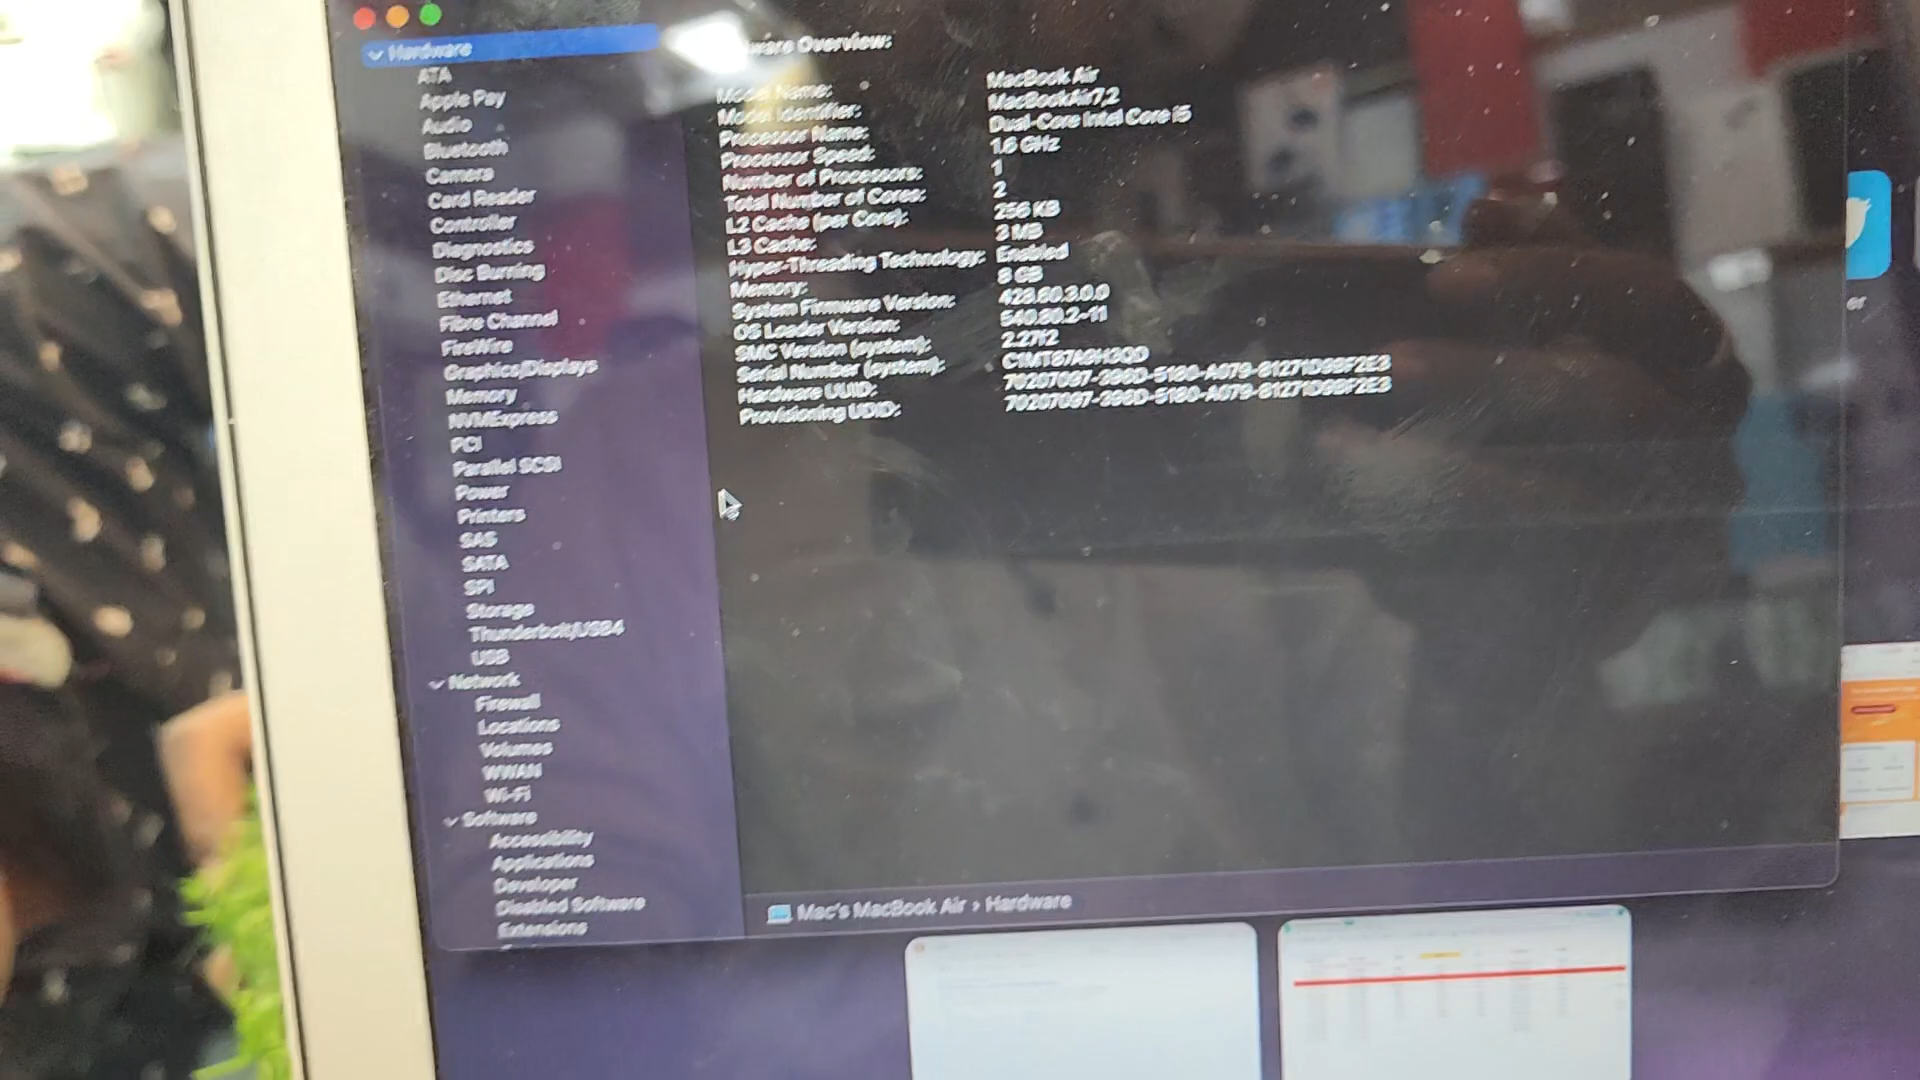 Hardware
ATA
Apple Pay
Audio
Bluetooth
Camera
Card Reader
Controller
Diagnostics
Disc Burning
Ethernet
Fibre Channel
FireWire
Graphics/Displays
Memory
NVMExpress
PCI
Parallel SCSI
Power
Printers
SAS
SATA
SPI
Storage
Thunderbolt/USB4
USB
Network
Firewall
Locations
Volumes
WWAN
Wi-Fi
Software
Accessibility
Applications
Developer
Disabled Software
Extensions
ware Overview:
Model Name: MacBook Air
Model Identifier: MacBookAir7,2
Processor Name: Dual-Core Intel Core i5
Processor Speed: 1.6 GHz
Number of Processors: 1
Total Number of Cores: 2
L2 Cache (per Core): 256 KB
L3 Cache: 3 MB
Hyper-Threading Technology: Enabled
Memory: 8 GB
System Firmware Version:
OS Loader Version: 540.80.2~11
SMC Version (system): 2.27f2
Serial Number (system):
Hardware UUID:
Provisioning UDID:
Mac's MacBook Air › Hardware
er